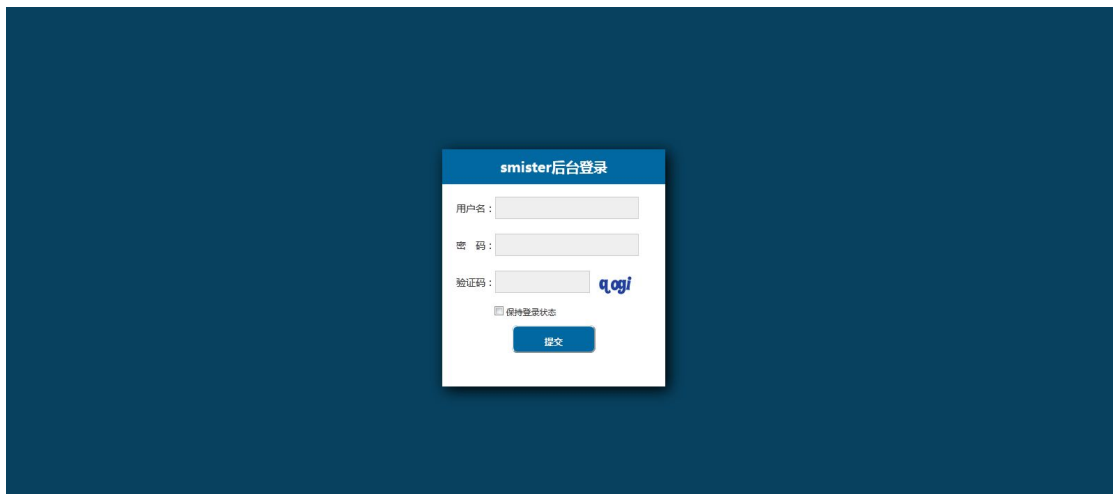 smister后台登录
用户名：
密 码：
验证码： qogi
保持登录状态
提交